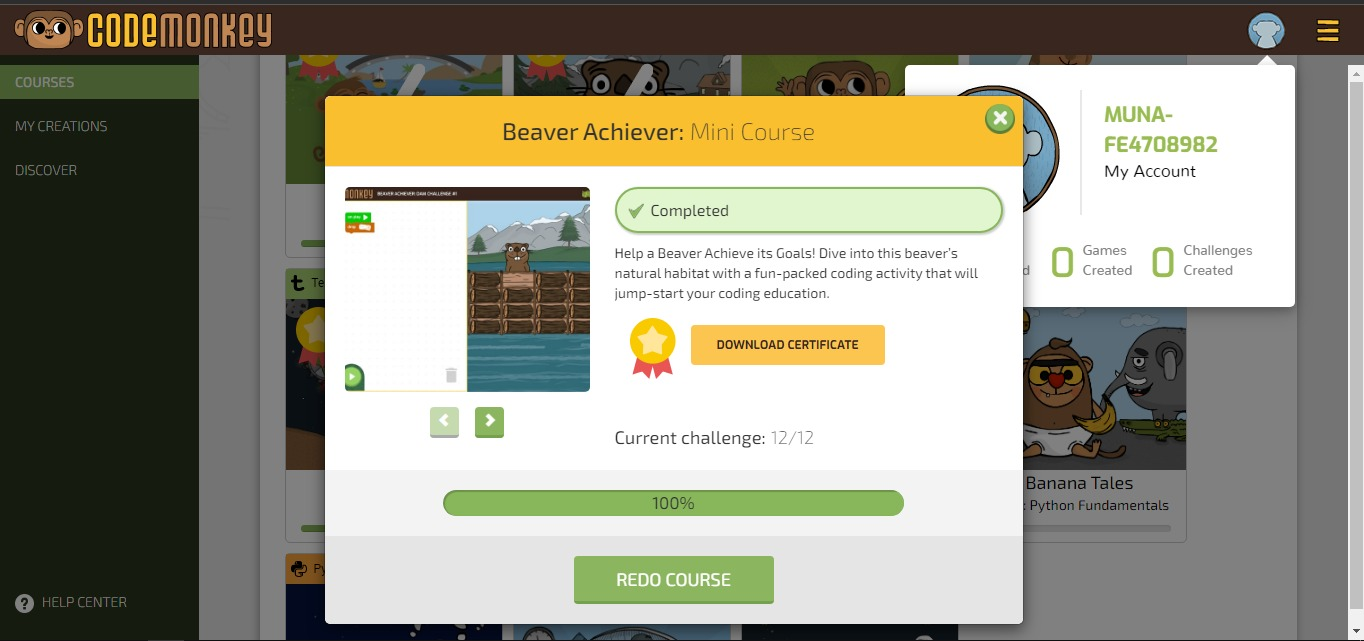 CODEMONKEY
COURSES
MY CREATIONS
DISCOVER
HELP CENTER
Beaver Achiever: Mini Course
BEAVER ACHIEVER GAM CHALLENGE #1
Completed
Help a Beaver Achieve its Goals! Dive into this beaver's
natural habitat with a fun-packed coding activity that will
jump-start your coding education.
DOWNLOAD CERTIFICATE
Current challenge: 12/12
100%
REDO COURSE
MUNA-
FE4708982
My Account
0 Games
Created
0 Challenges
Created
Banana Tales
: Python Fundamentals